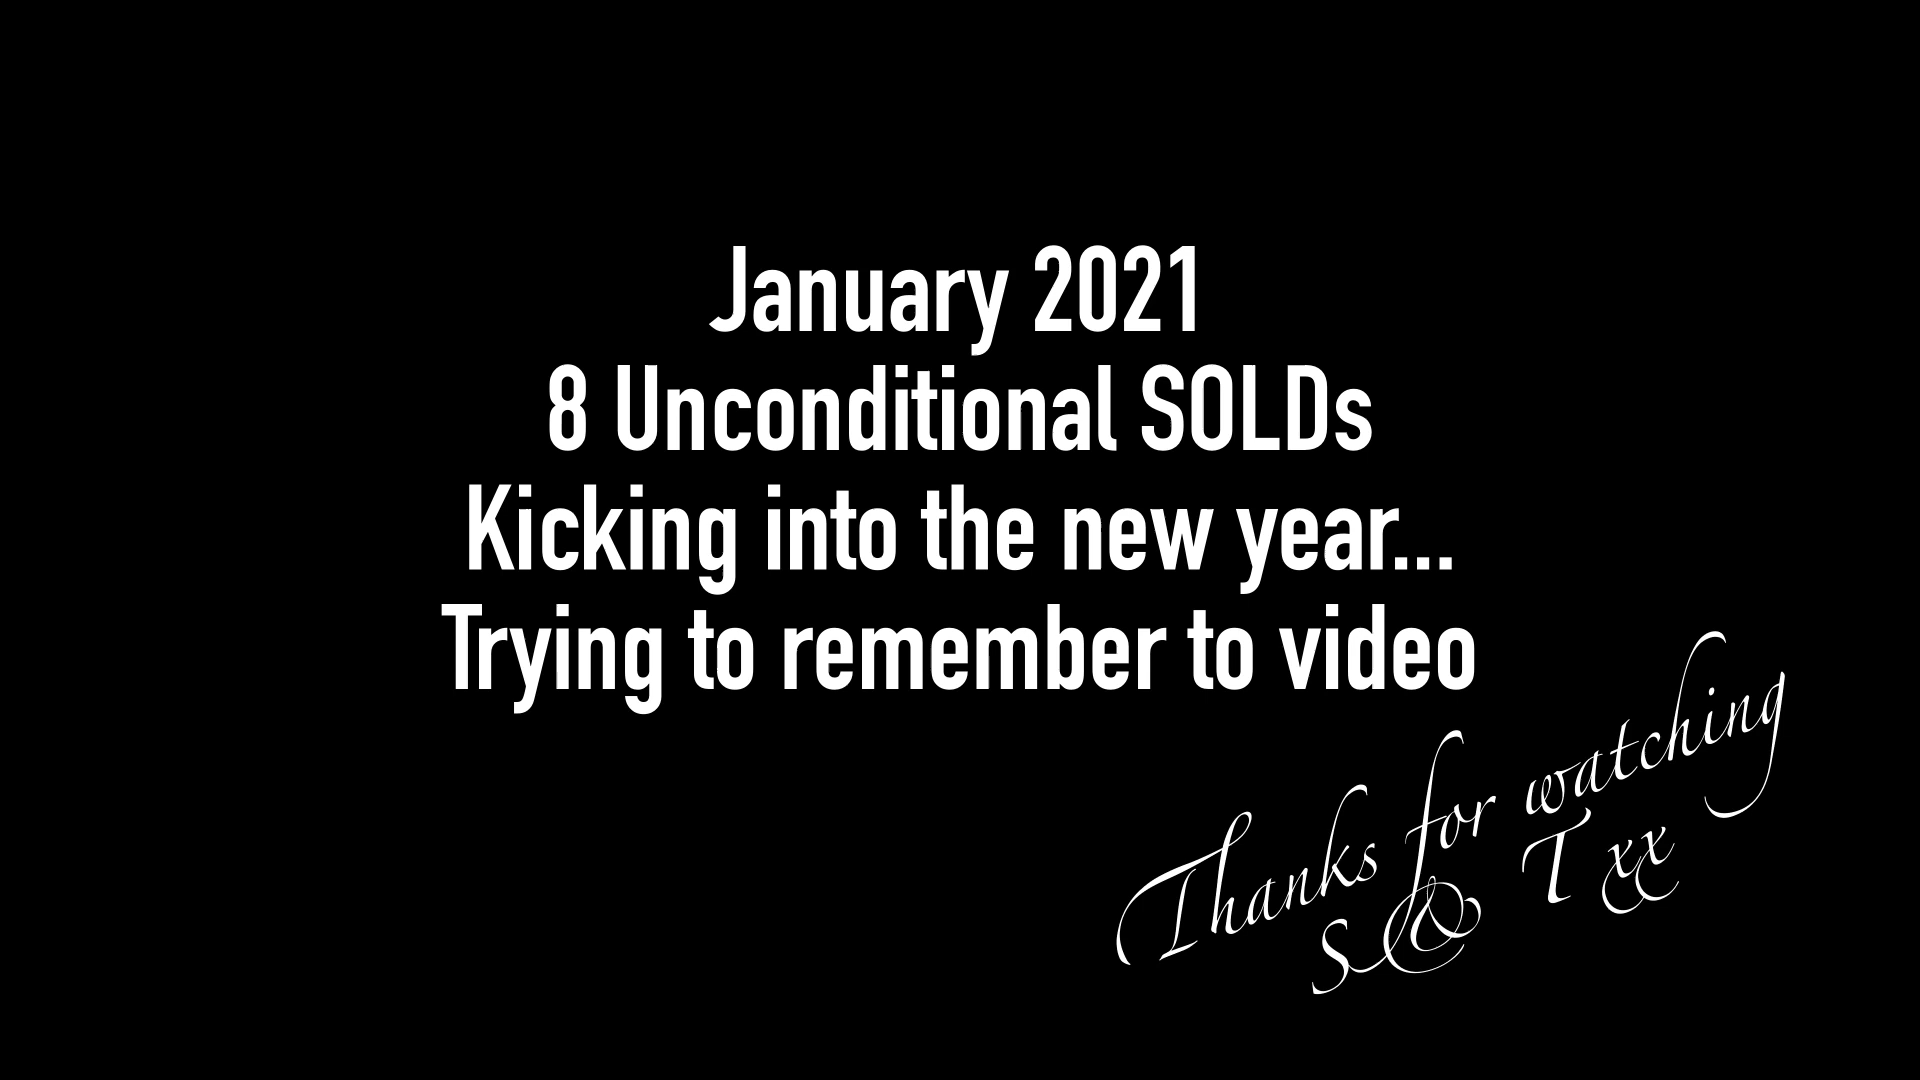 January 2021
8 Unconditional SOLDs
Kicking into the new year...
Trying to remember to video
Thanks for watching
S & T xx